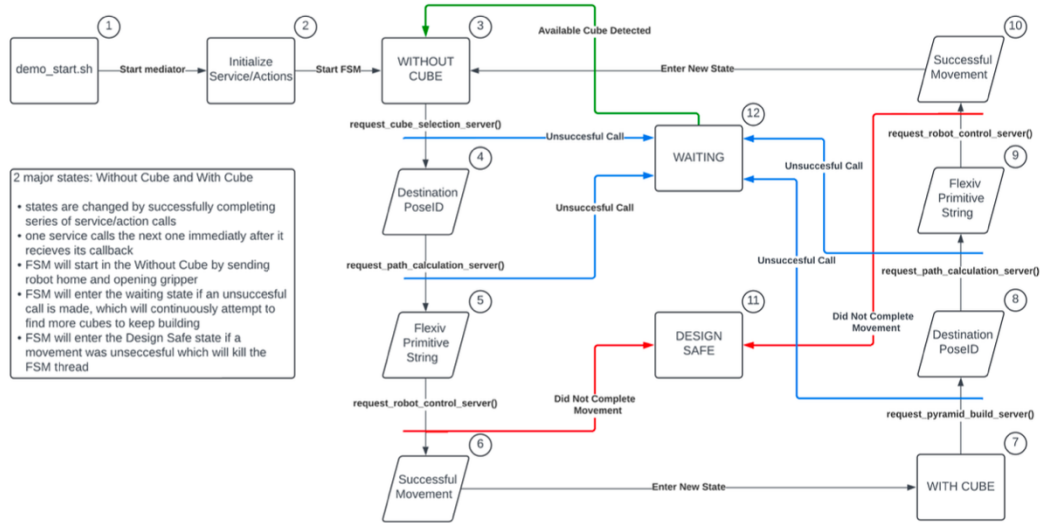 1
2
3
10
demo_start.sh
Start mediator
Initialize
Service/Actions
Start FSM
WITHOUT
CUBE
Available Cube Detected
Enter New State
Successful
Movement
12
WAITING
request_cube_selection_server()
Unsuccesful Call
request_robot_control_server()
Unsuccesful Call
4
Destination
PoseID
9
Flexiv
Primitive
String
Unsuccesful Call
Unsuccesful Call
request_path_calculation_server()
request_path_calculation_server()
2 major states: Without Cube and With Cube
• states are changed by successfully completing
series of service/action calls
• one service calls the next one immediatly after it
recieves its callback
• FSM will start in the Without Cube by sending
robot home and opening gripper
• FSM will enter the waiting state if an unsuccesful
call is made, which will continuously attempt to
find more cubes to keep building
• FSM will enter the Design Safe state if a
movement was unseccesful which will kill the
FSM thread
5
Flexiv
Primitive
String
11
DESIGN
SAFE
Did Not Complete
Movement
8
Destination
PoseID
request_robot_control_server()
Did Not Complete
Movement
request_pyramid_build_server()
6
Successful
Movement
Enter New State
7
WITH CUBE